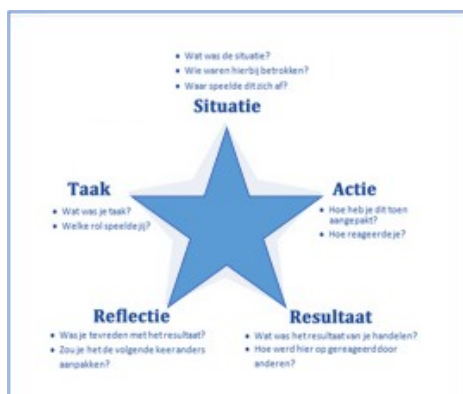 • Wat was de situatie?
• Wie waren hierbij betrokken?
• Waar speelde dit zich af?
Situatie
Taak
• Wat was je taak?
• Welke rol speelde jij?
Actie
• Hoe heb je dit toen
aangepakt?
• Hoe reageerde je?
Reflectie
• Was je tevreden met het resultaat?
• Zou je het de volgende keer anders
aanpakken?
Resultaat
• Wat was het resultaat van je handelen?
• Hoe werd hier op gereageerd door
anderen?